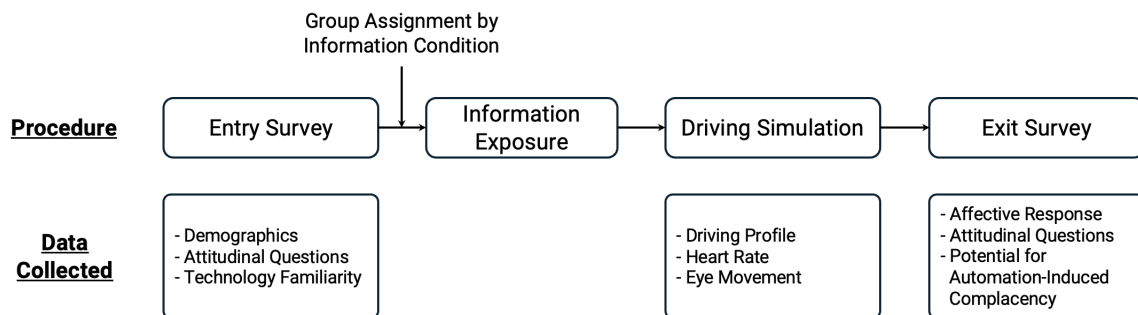 Group Assignment by
Information Condition
Procedure
Entry Survey
Information
Exposure
Driving Simulation
Exit Survey
Data
Collected
- Demographics
- Attitudinal Questions
- Technology Familiarity
- Driving Profile
- Heart Rate
- Eye Movement
- Affective Response
- Attitudinal Questions
- Potential for
Automation-Induced
Complacency